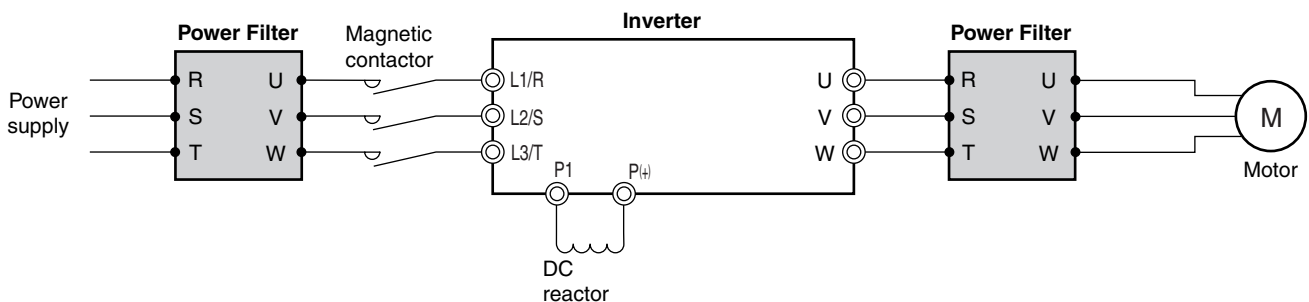 Inverter
Power Filter
Magnetic
contactor
Power Filter
Power
supply
R
S
T
U
V
W
L1/R
L2/S
L3/T
P1
P(+)
U
V
W
R
S
T
U
V
W
M
Motor
DC
reactor